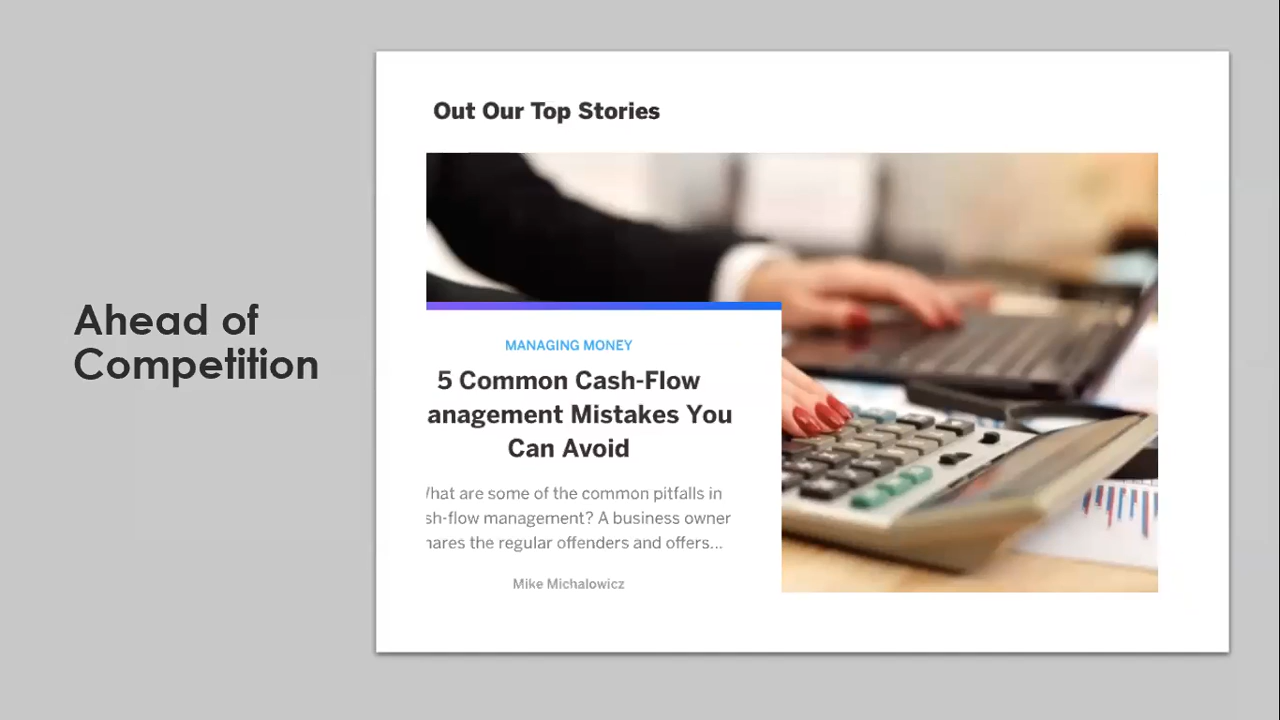 Ahead of
Competition
Out Our Top Stories
MANAGING MONEY
5 Common Cash-Flow
anagement Mistakes You
Can Avoid
hat are some of the common pitfalls in
sh-flow management? A business owner
ares the regular offenders and offers...
Mike Michalowicz